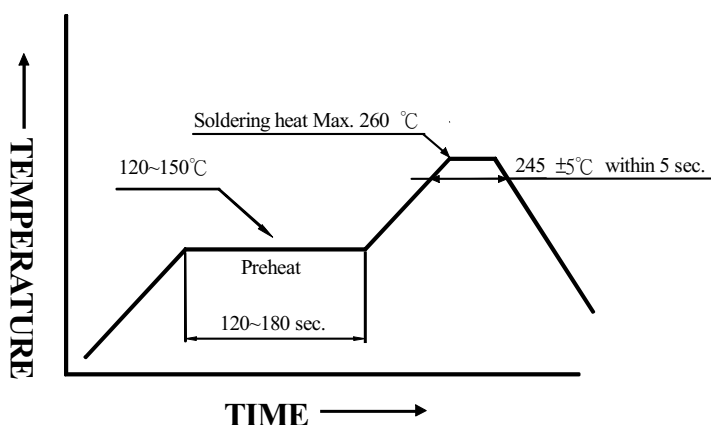 Soldering heat Max. 260 ℃
120~150℃
245 ±5℃ within 5 sec.
Preheat
120~180 sec.
TEMPERATURE
TIME